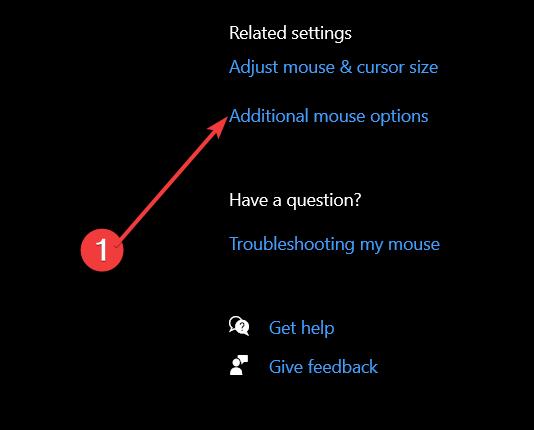 Related settings
Adjust mouse & cursor size
Additional mouse options
Have a question?
1
Troubleshooting my mouse
? Get help
Give feedback